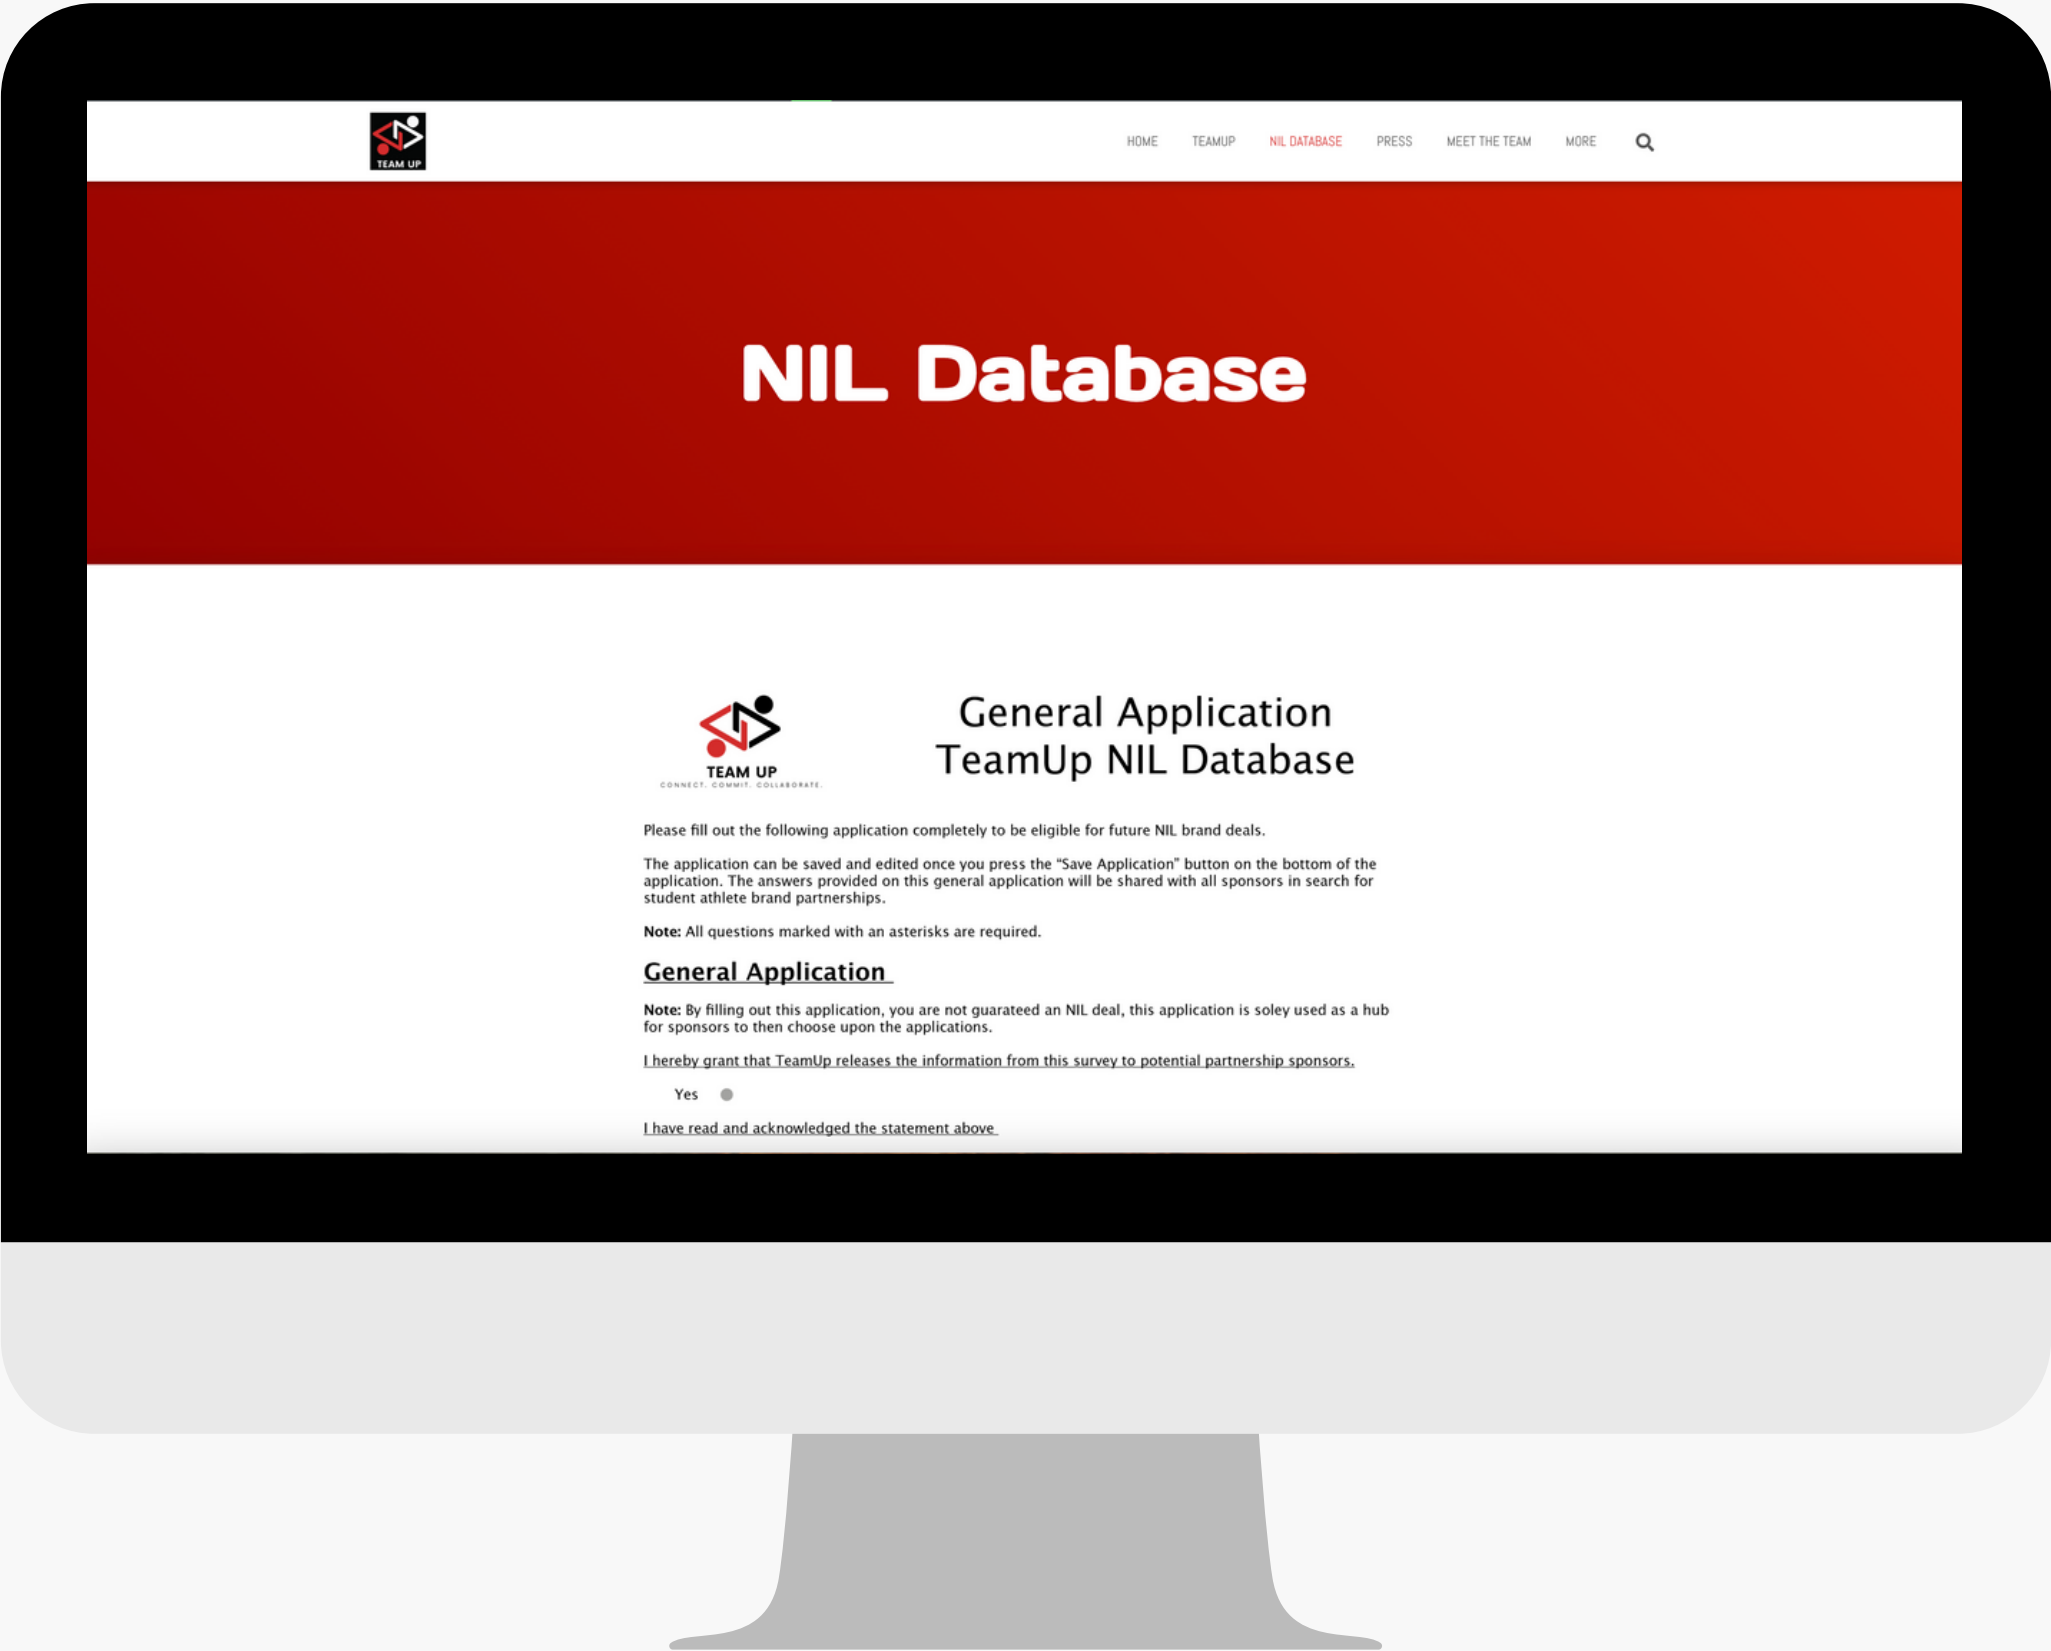 TEAM UP
HOME TEAMUP NIL DATABASE PRESS MEET THE TEAM MORE
NIL Database
TEAM UP
CONNECT. COMMIT. COLLABORATE.
General Application
TeamUp NIL Database
Please fill out the following application completely to be eligible for future NIL brand deals.
The application can be saved and edited once you press the “Save Application” button on the bottom of the
application. The answers provided on this general application will be shared with all sponsors in search for
student athlete brand partnerships.
Note: All questions marked with an asterisks are required.
General Application
Note: By filling out this application, you are not guarateed an NIL deal, this application is soley used as a hub
for sponsors to then choose upon the applications.
I hereby grant that TeamUp releases the information from this survey to potential partnership sponsors.
Yes
I have read and acknowledged the statement above